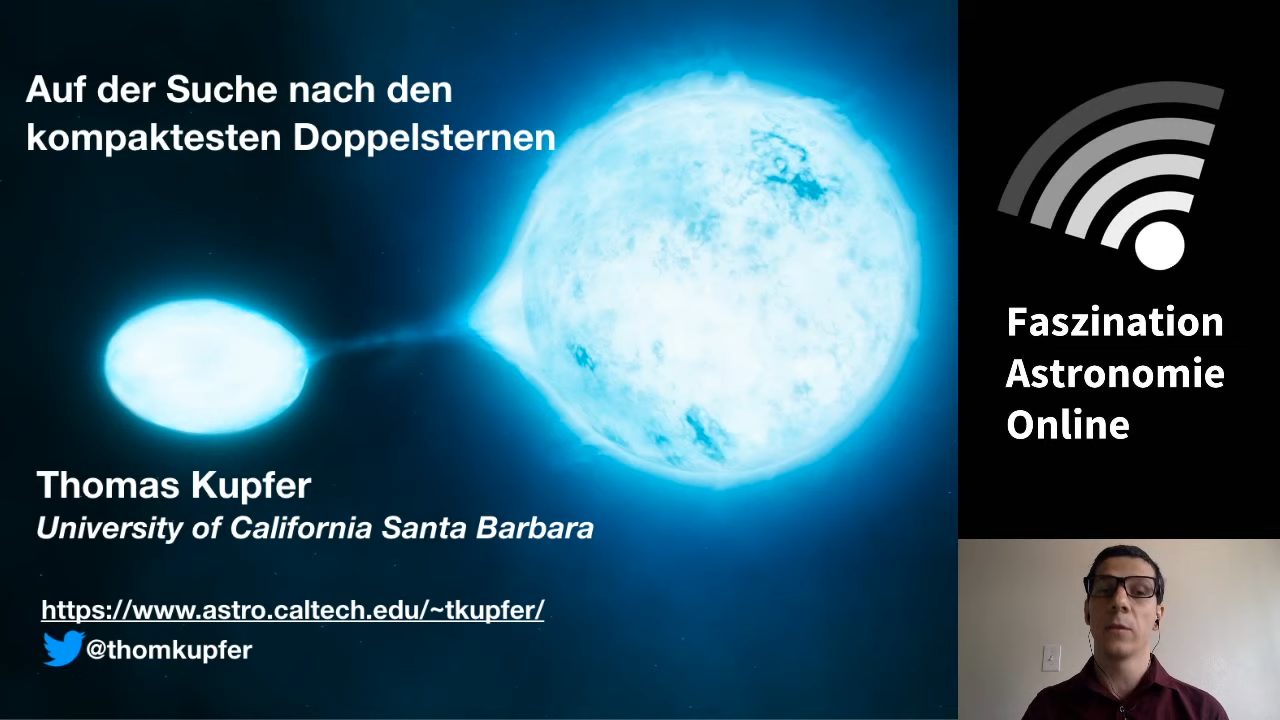 Auf der Suche nach den
kompaktesten Doppelsternen
Thomas Kupfer
University of California Santa Barbara
https://www.astro.caltech.edu/~tkupfer/
@thomkupfer
Faszination
Astronomie
Online